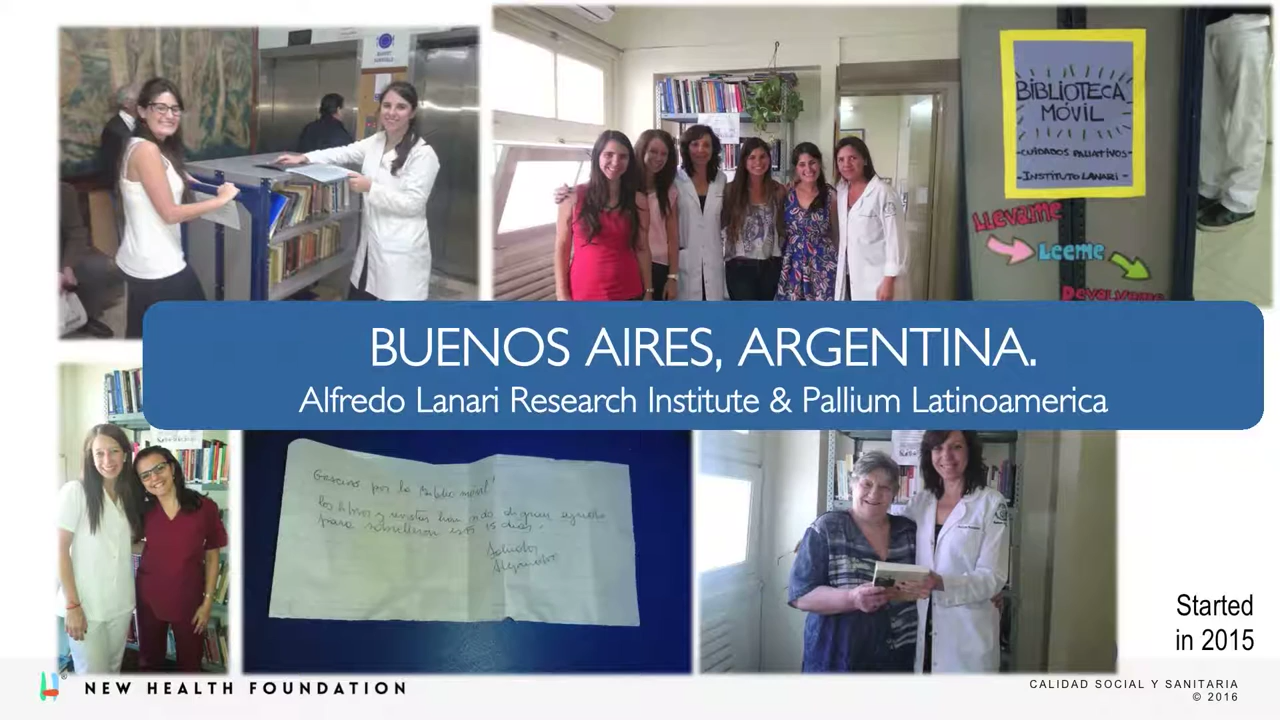 BIBLIOTECA
MÓVIL
-CUIDADOS PALIATIVOS-
-INSTITUTO LANARI-
Llevame
Leeme
Devolveme
BUENOS AIRES, ARGENTINA.
Alfredo Lanari Research Institute & Pallium Latinoamerica
Gracias por la Biblio móvil!
los libros y revistas han sido de gran ayuda
para sobrellevar estos 15 días.
Saludos
Alejandra
Started
in 2015
NEW HEALTH FOUNDATION
CALIDAD SOCIAL Y SANITARIA
© 2016